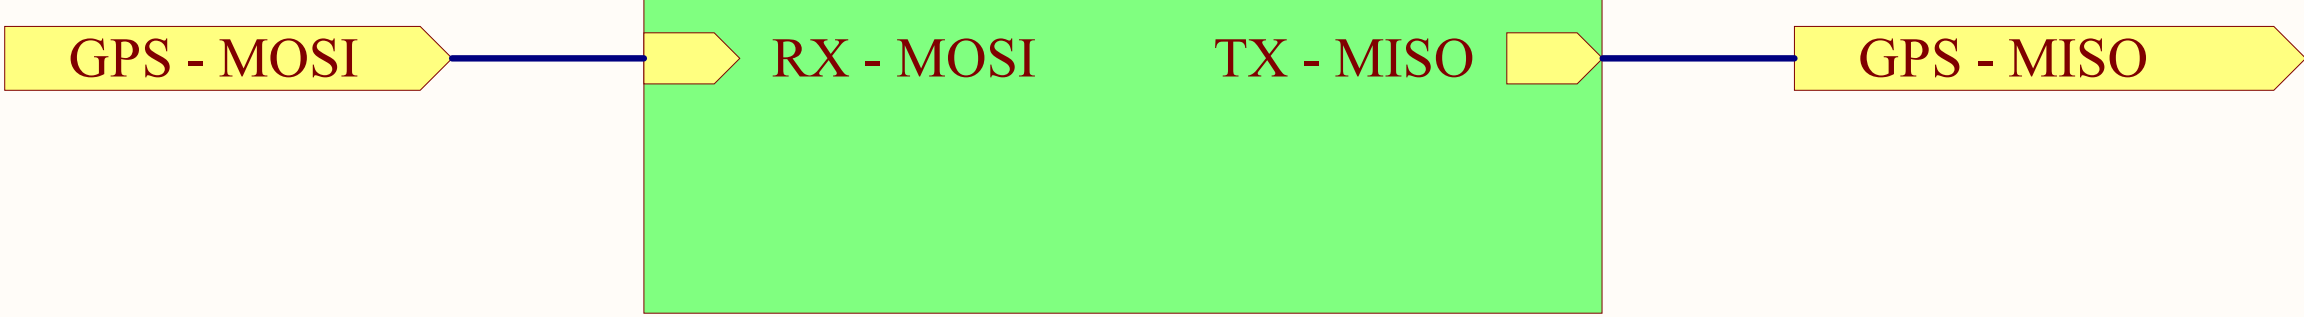 GPS - MOSI RX - MOSI TX - MISO GPS - MISO